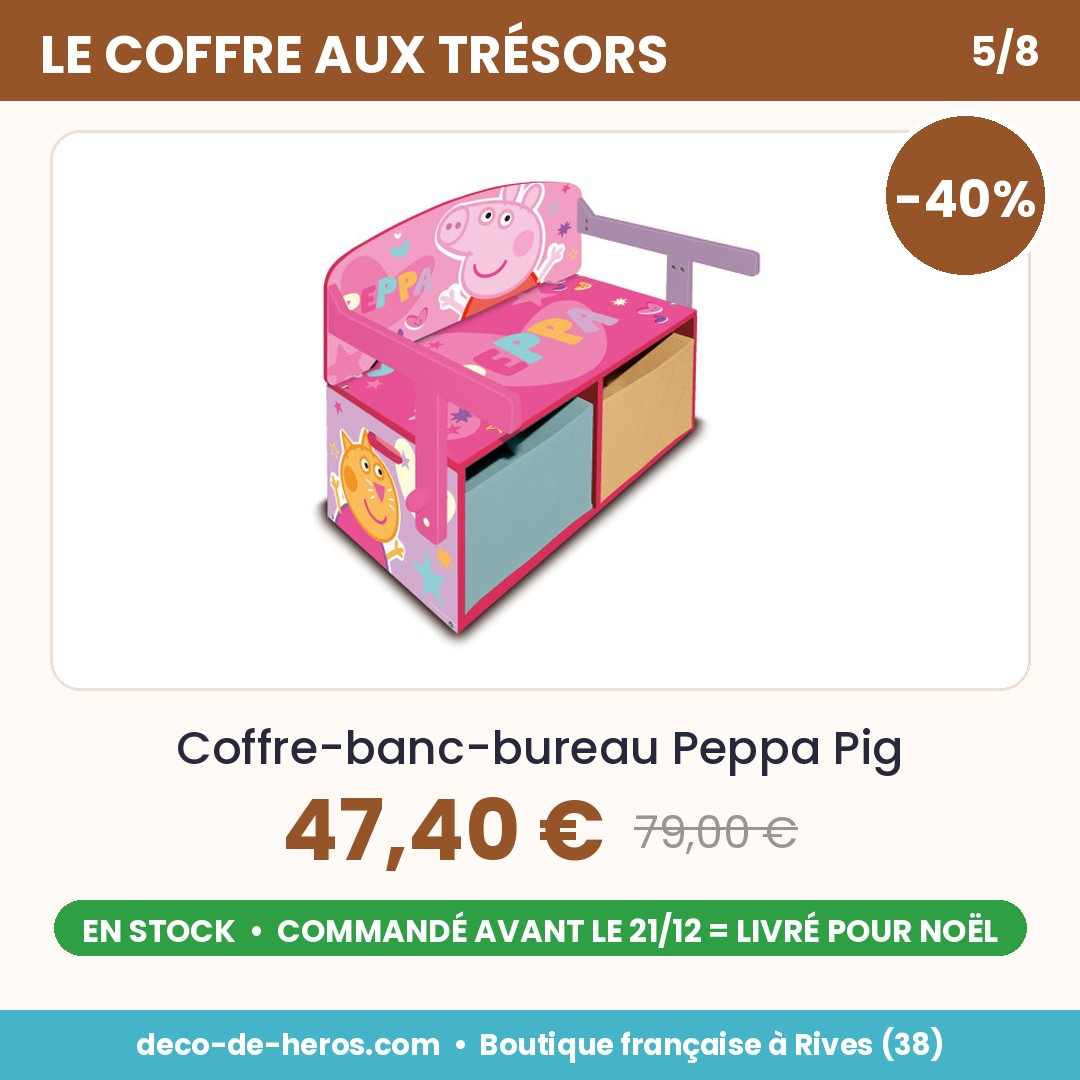 LE COFFRE AUX TRÉSORS
5/8
-40%
PEPPA
EPPA
Coffre-banc-bureau Peppa Pig
47,40 € 79,00 €
EN STOCK • COMMANDÉ AVANT LE 21/12 = LIVRÉ POUR NOËL
deco-de-heros.com • Boutique française à Rives (38)